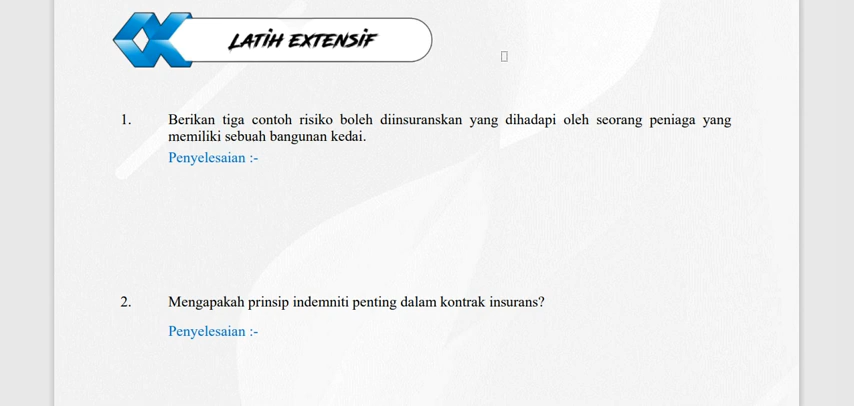 LATiH EXTENSiF
1. Berikan tiga contoh risiko boleh diinsuranskan yang dihadapi oleh seorang peniaga yang
memiliki sebuah bangunan kedai.
Penyelesaian :-
2. Mengapakah prinsip indemniti penting dalam kontrak insurans?
Penyelesaian :-